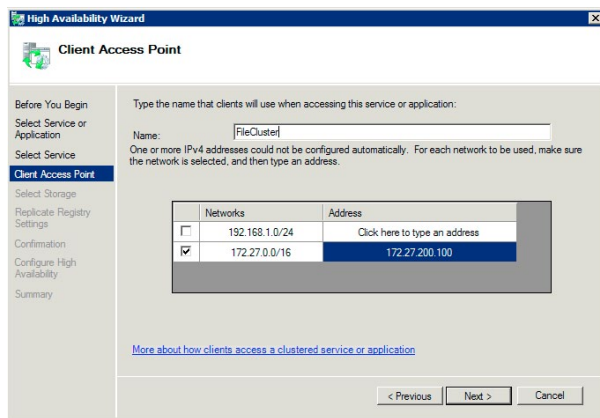 High Availability Wizard
Client Access Point
Before You Begin
Select Service or
Application
Select Service
Client Access Point
Select Storage
Replicate Registry
Settings
Confirmation
Configure High
Availability
Summary
Type the name that clients will use when accessing this service or application:
Name: FileCluster
One or more IPv4 addresses could not be configured automatically. For each network to be used, make sure
the network is selected, and then type an address.
Networks Address
192.168.1.0/24 Click here to type an address
172.27.0.0/16 172.27.200.100
More about how clients access a clustered service or application
< Previous Next > Cancel